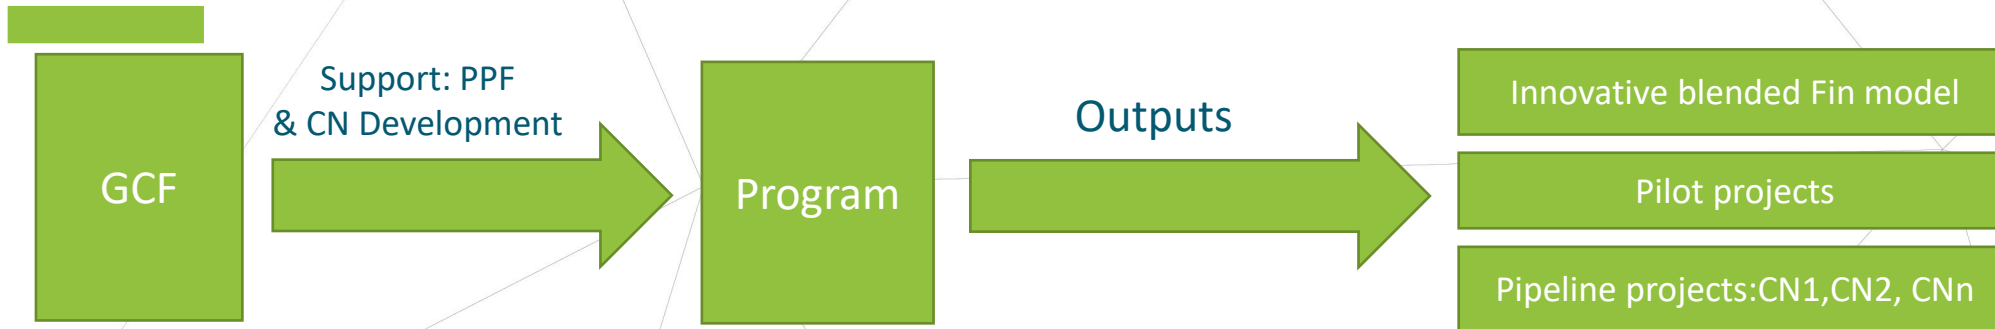 GCF
Support: PPF
& CN Development
Program
Outputs
Innovative blended Fin model
Pilot projects
Pipeline projects:CN1,CN2, CNn